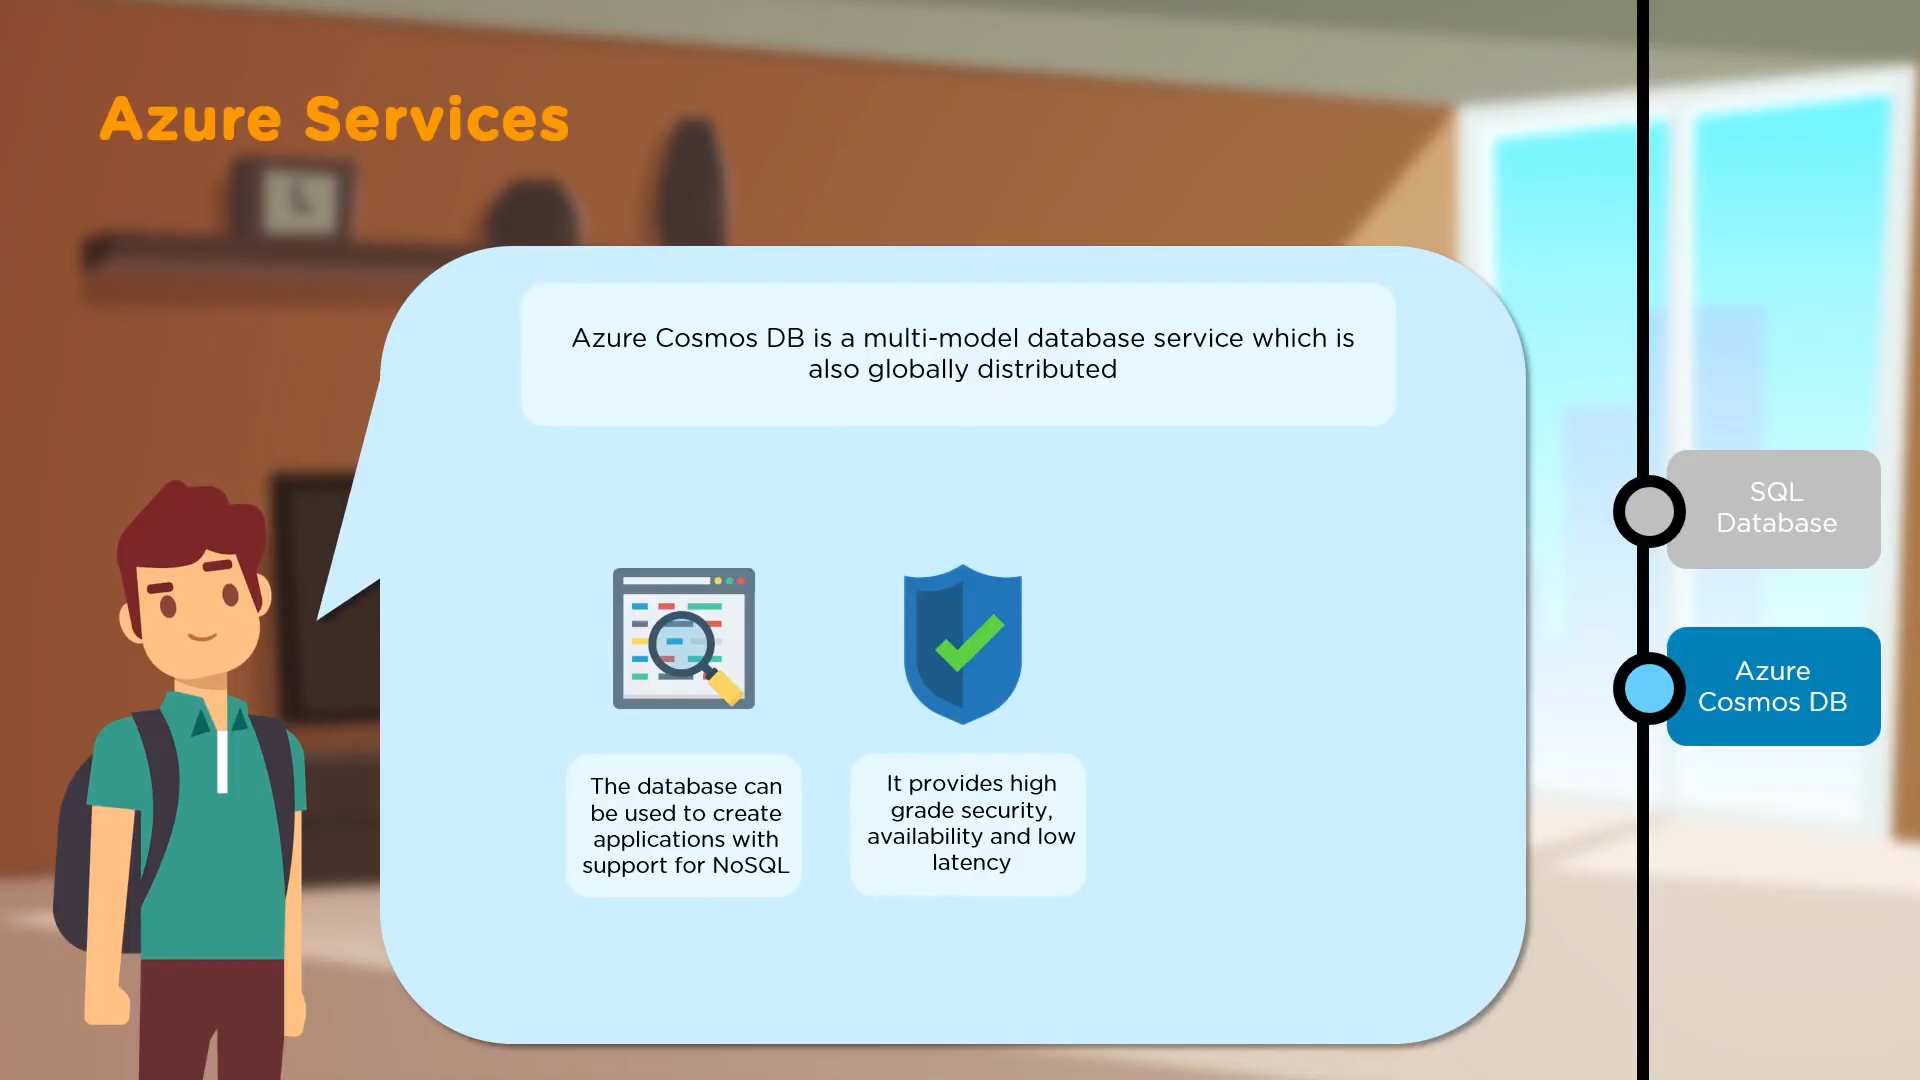 Azure Services
Azure Cosmos DB is a multi-model database service which is
also globally distributed
The database can
be used to create
applications with
support for NoSQL
It provides high
grade security,
availability and low
latency
SQL
Database
Azure
Cosmos DB